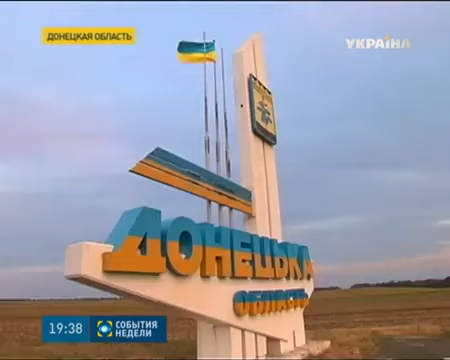 ДОНЕЦКАЯ ОБЛАСТЬ
УКРАЇНА
ДОНЕЦЬКА
ОБЛАСТЬ
19:38
СОБЫТИЯ
НЕДЕЛИ